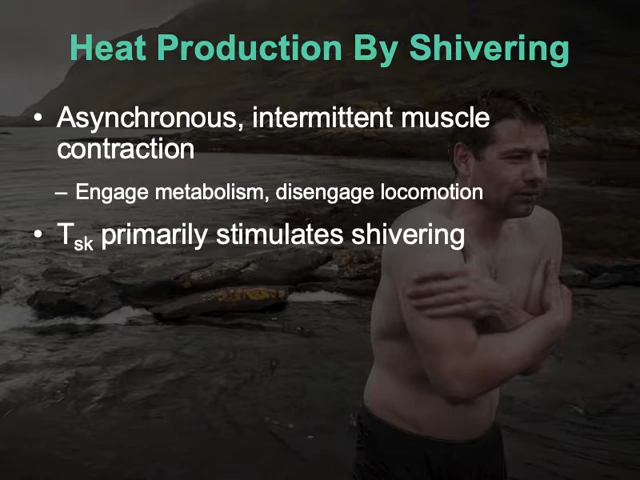 Heat Production By Shivering
• Asynchronous, intermittent muscle
contraction
– Engage metabolism, disengage locomotion
• Tsk primarily stimulates shivering